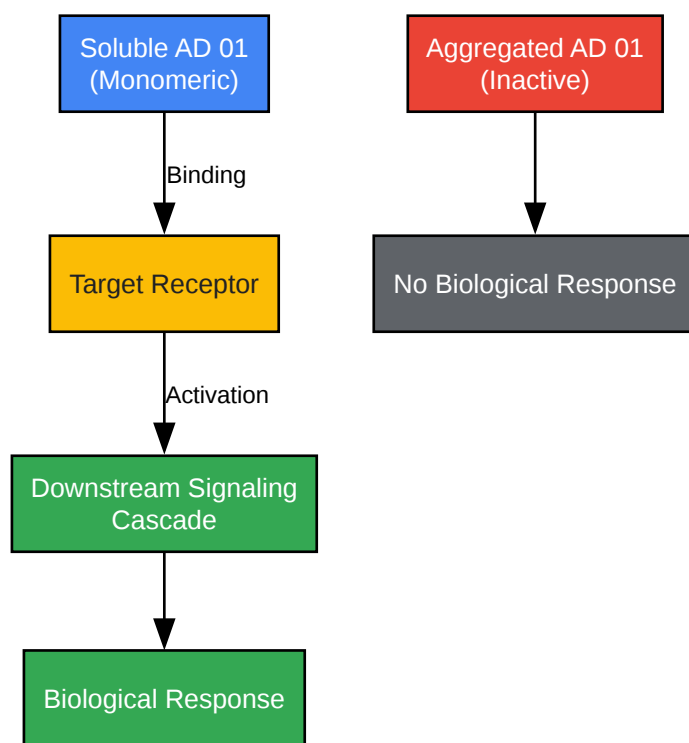 Soluble AD 01
(Monomeric)
Aggregated AD 01
(Inactive)
Binding
Target Receptor
No Biological Response
Activation
Downstream Signaling
Cascade
Biological Response